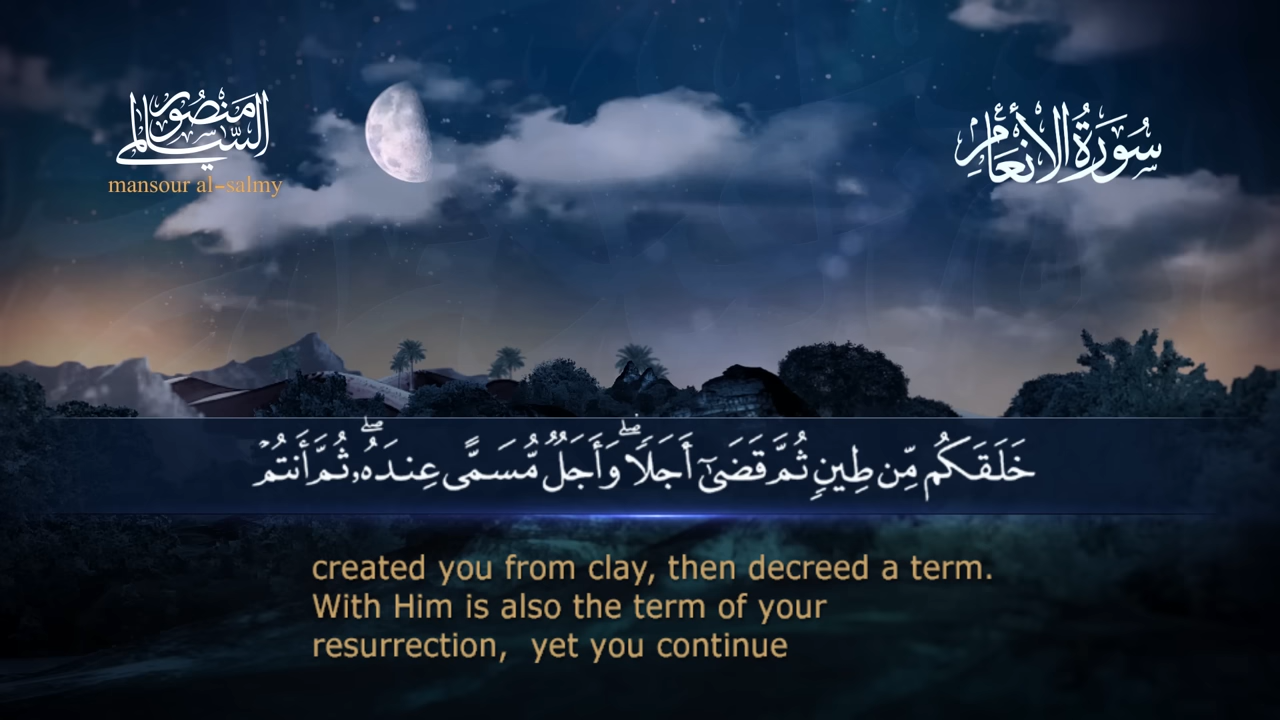 منصور السالمي
mansour al-salmy
سُورَةُ الأَنْعَامِ
خَلَقَكُم مِّن طِينٍ ثُمَّ قَضَىٰٓ أَجَلًا ۖ وَأَجَلٌ مُّسَمًّى عِندَهُۥ ۖ ثُمَّ أَنتُمْ
created you from clay, then decreed a term.
With Him is also the term of your
resurrection, yet you continue